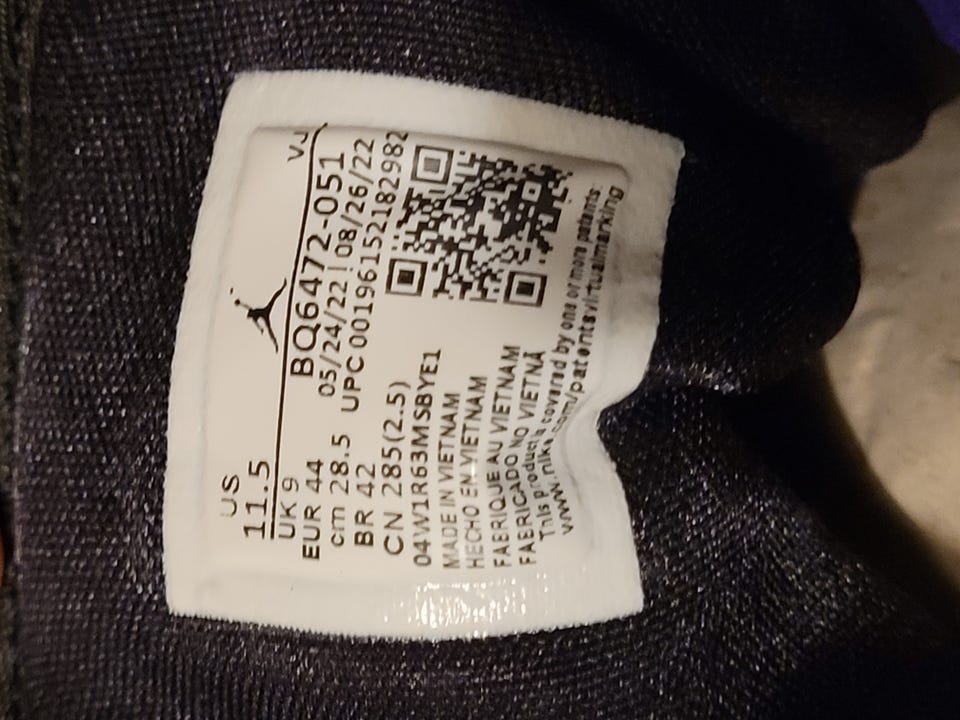 US
11.5
VJ
UK 9
BQ6472-051
EUR 44
05/24/22 | 08/26/22
cm 28.5
UPC 00196152182982
BR 42
CN 285(2.5)
04W1R63MSBYE1
MADE IN VIETNAM
HECHO EN VIETNAM
FABRIQUE AU VIETNAM
FABRICADO NO VIETNÃ
This product is covered by one or more patents:
www.nike.com/patentsvirtualmarking